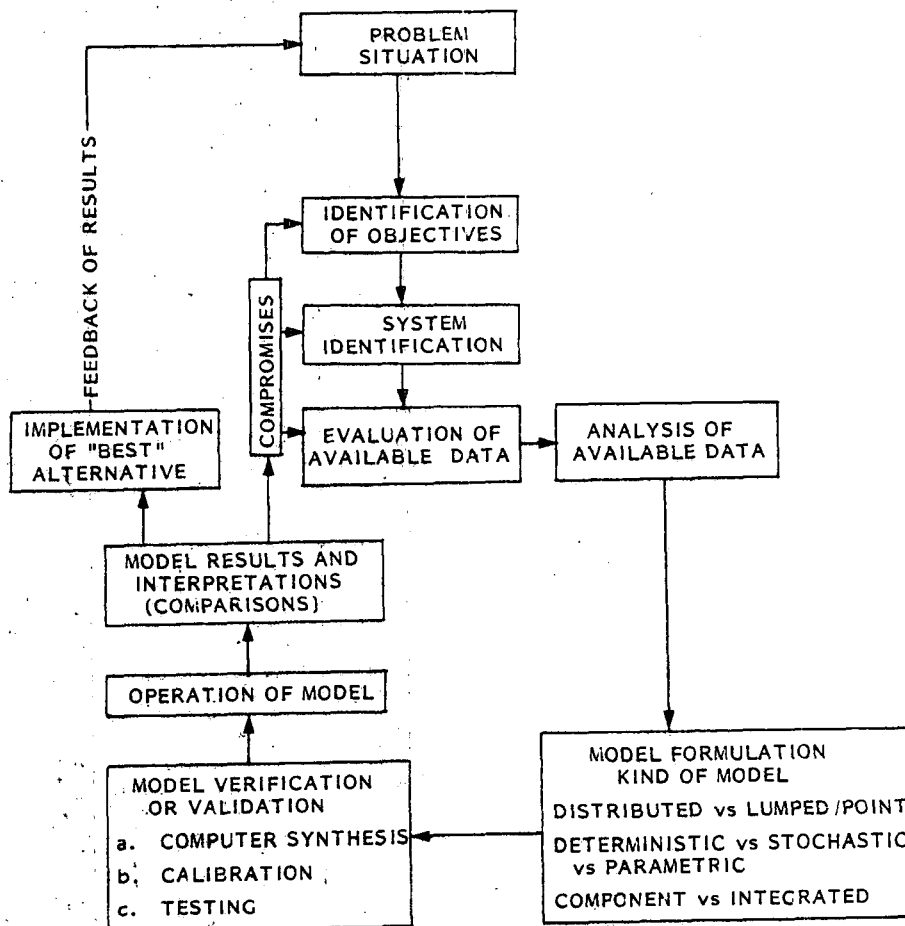 PROBLEM
SITUATION
FEEDBACK OF RESULTS
IDENTIFICATION
OF OBJECTIVES
COMPROMISES
SYSTEM
IDENTIFICATION
EVALUATION OF
AVAILABLE DATA
ANALYSIS OF
AVAILABLE DATA
IMPLEMENTATION
OF "BEST"
ALTERNATIVE
MODEL RESULTS AND
INTERPRETATIONS
(COMPARISONS)
OPERATION OF MODEL
MODEL VERIFICATION
OR VALIDATION
a. COMPUTER SYNTHESIS
b. CALIBRATION
c. TESTING
MODEL FORMULATION
KIND OF MODEL
DISTRIBUTED vs LUMPED/POINT
DETERMINISTIC vs STOCHASTIC
vs PARAMETRIC
COMPONENT vs INTEGRATED